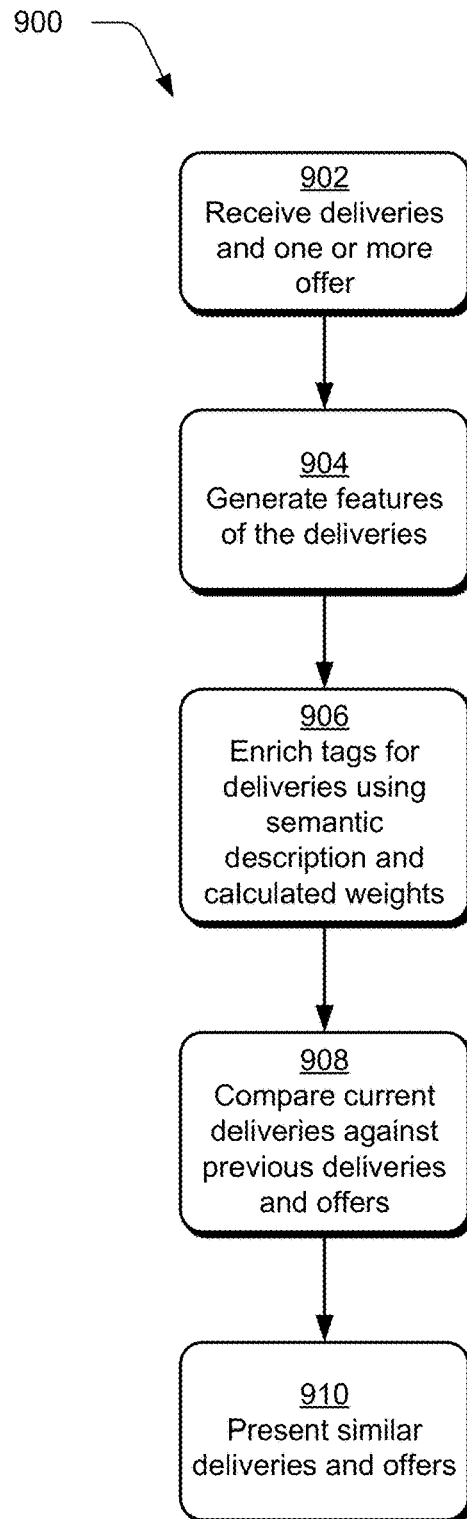 900
902
Receive deliveries
and one or more
offer
904
Generate features
of the deliveries
906
Enrich tags for
deliveries using
semantic
description and
calculated weights
908
Compare current
deliveries against
previous deliveries
and offers
910
Present similar
deliveries and offers